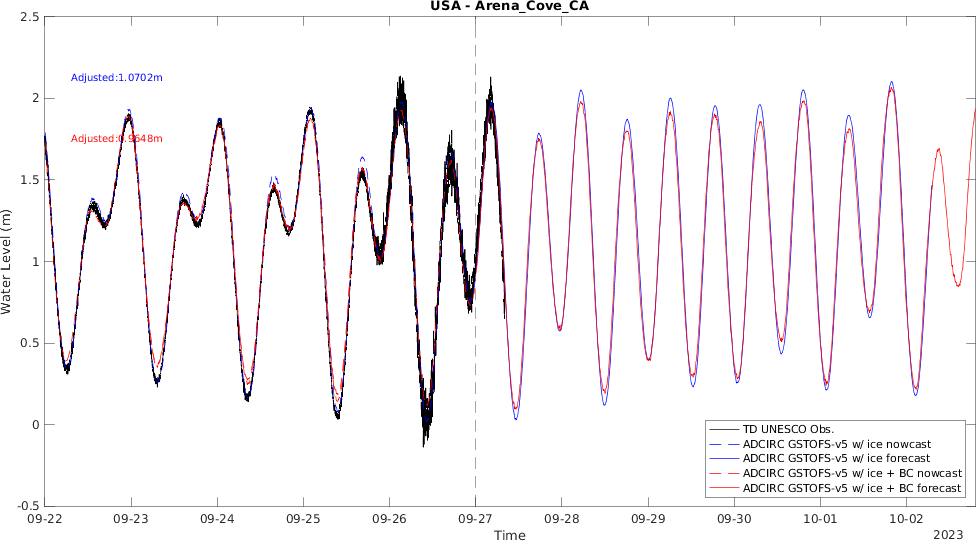 USA - Arena_Cove_CA
2.5
2
1.5
1
0.5
0
-0.5
Water Level (m)
Adjusted:1.0702m
Adjusted:0.9648m
TD UNESCO Obs.
ADCIRC GSTOFS-v5 w/ ice nowcast
ADCIRC GSTOFS-v5 w/ ice forecast
ADCIRC GSTOFS-v5 w/ ice + BC nowcast
ADCIRC GSTOFS-v5 w/ ice + BC forecast
09-22 09-23 09-24 09-25 09-26 09-27 09-28 09-29 09-30 10-01 10-02
Time
2023